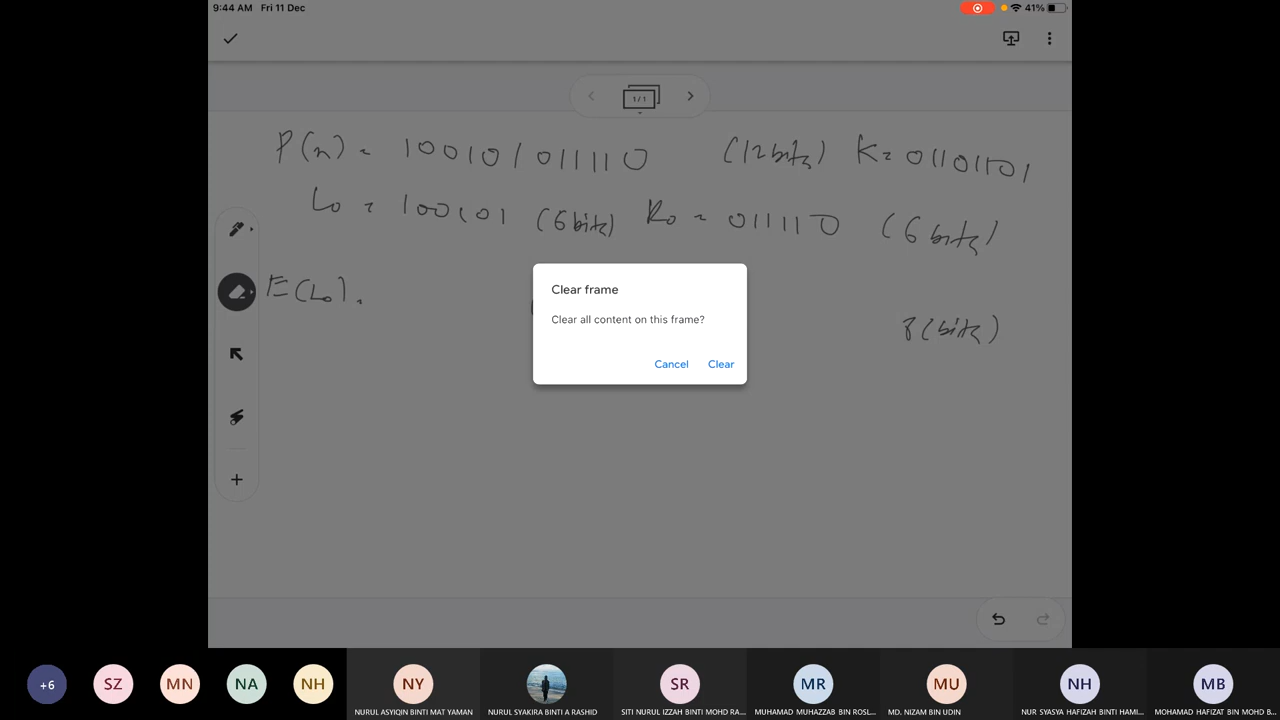 9:44 AM Fri 11 Dec 41%
1/1
P(n) = 100101011110 (12bits) K= 01101101
L0 = 100101 (6bits) R0 = 011110 (6bits)
E(L0) =
8(bits)
Clear frame
Clear all content on this frame?
Cancel Clear
+6 SZ MN NA NH NY SR MR MU NH MB
NURUL ASYIQIN BINTI MAT YAMAN NURUL SYAKIRA BINTI A RASHID SITI NURUL IZZAH BINTI MOHD RA... MUHAMAD MUHAZZAB BIN ROSL... MD. NIZAM BIN UDIN NUR SYASYA HAFIZAH BINTI HAMI... MOHAMAD HAFIZAT BIN MOHD B...